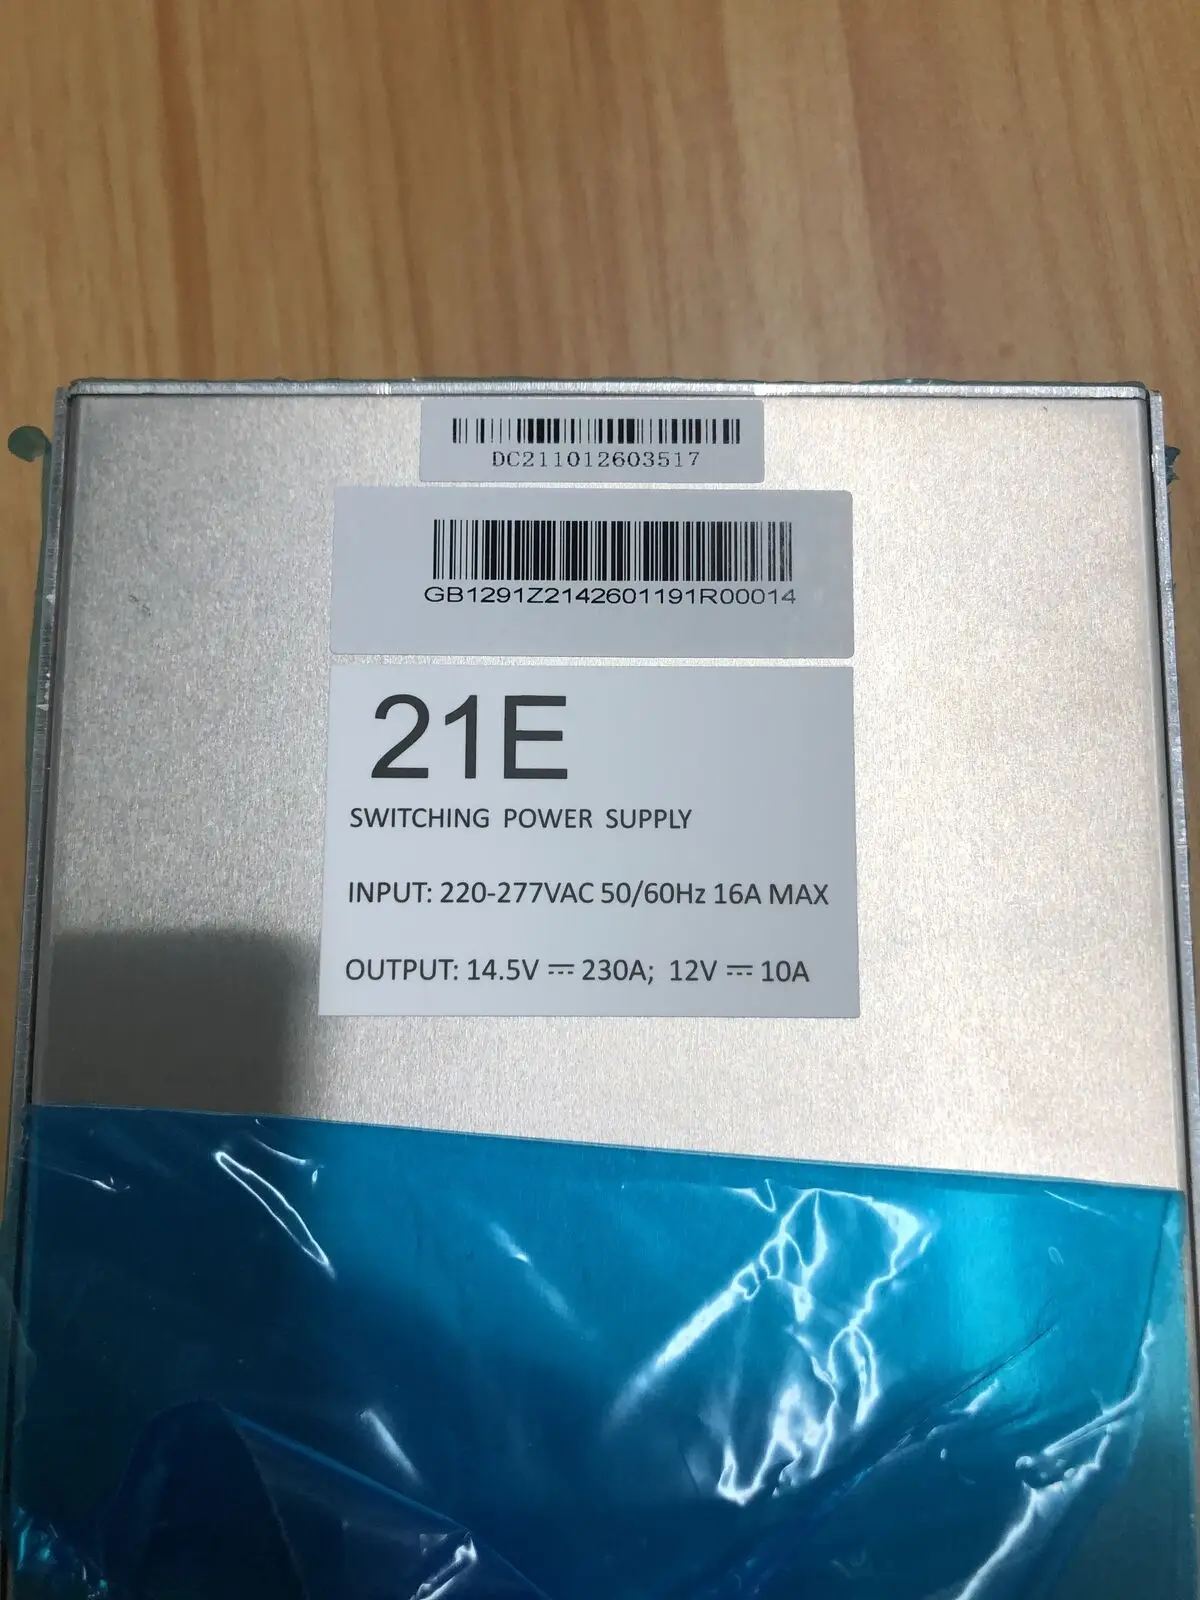 DC211012603517
GB1291Z2142601191R00014
21E
SWITCHING POWER SUPPLY
INPUT: 220-277VAC 50/60Hz 16A MAX
OUTPUT: 14.5V ⎓ 230A; 12V ⎓ 10A